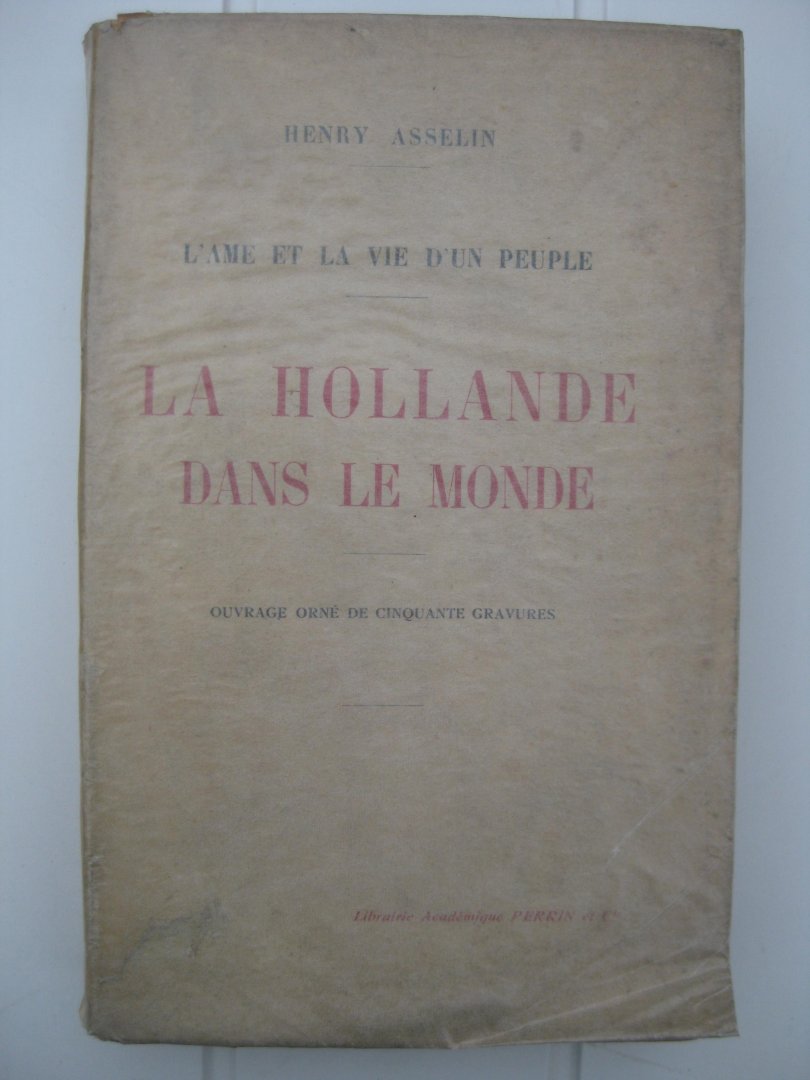 HENRY ASSELIN
L'AME ET LA VIE D'UN PEUPLE
LA HOLLANDE
DANS LE MONDE
OUVRAGE ORNÉ DE CINQUANTE GRAVURES
Librairie Académique PERRIN et Cie